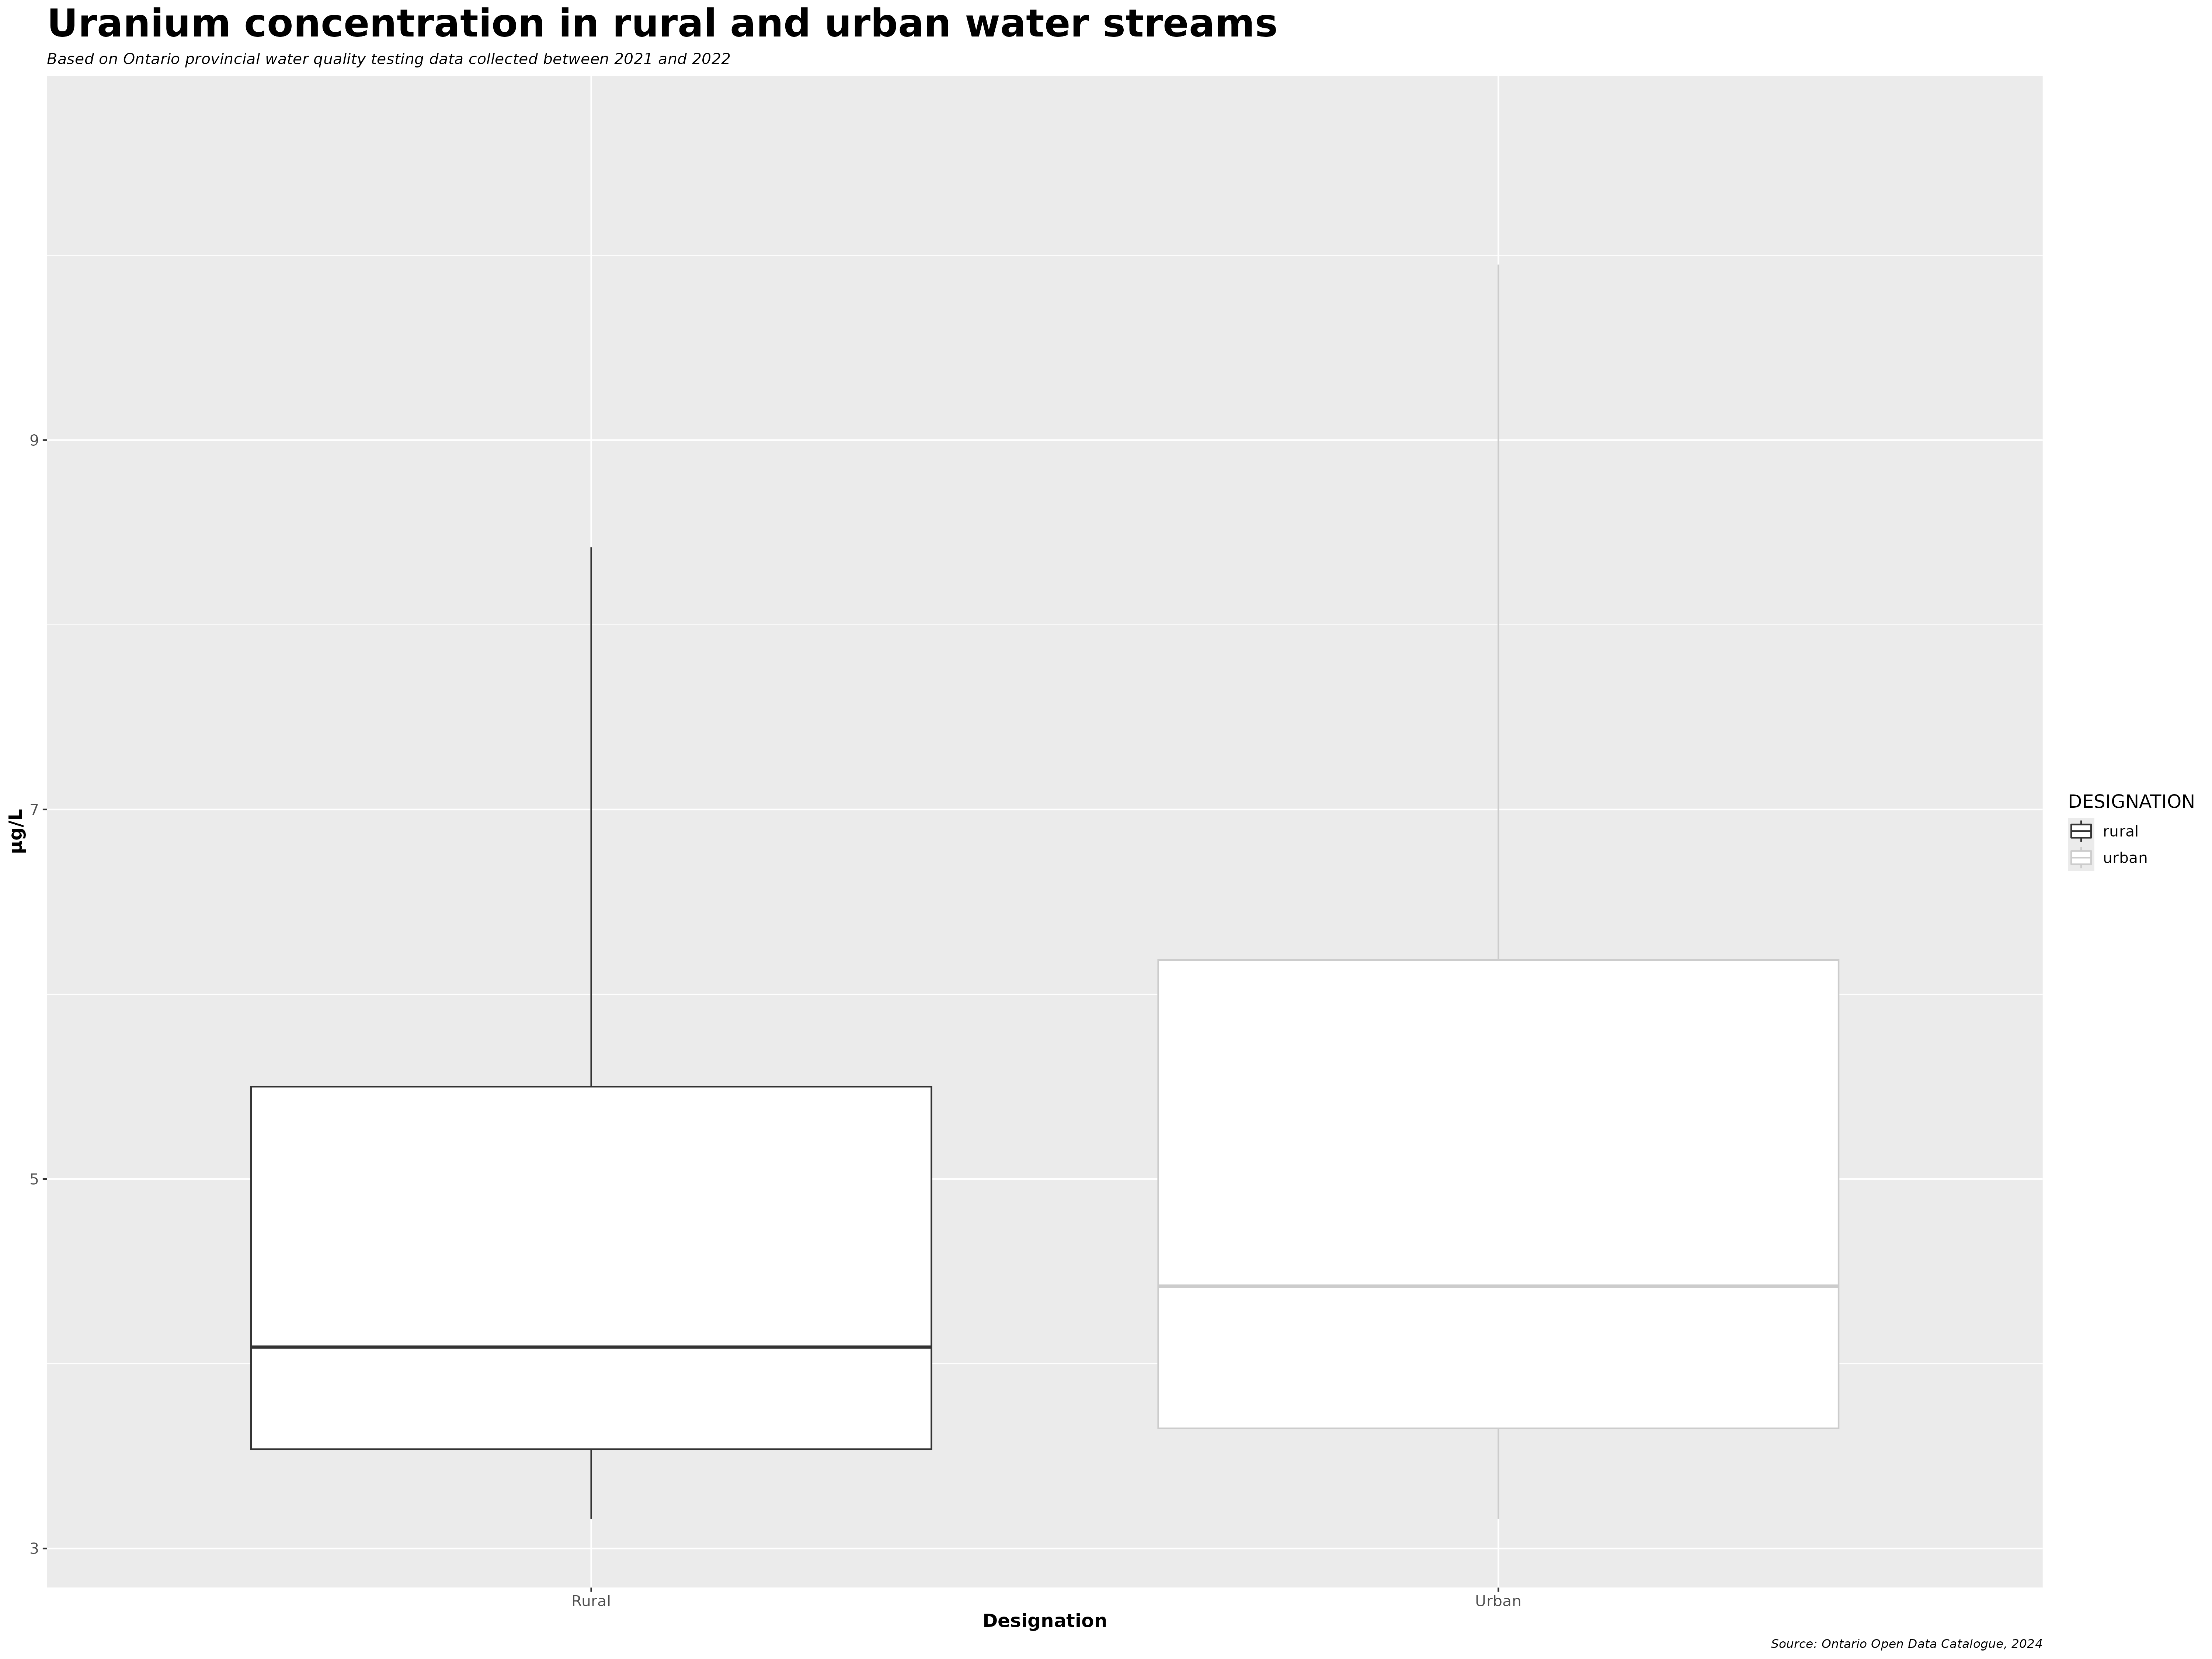 Uranium concentration in rural and urban water streams
Based on Ontario provincial water quality testing data collected between 2021 and 2022
9
7
5
3
µg/L
Rural
Urban
Designation
DESIGNATION
rural
urban
Source: Ontario Open Data Catalogue, 2024